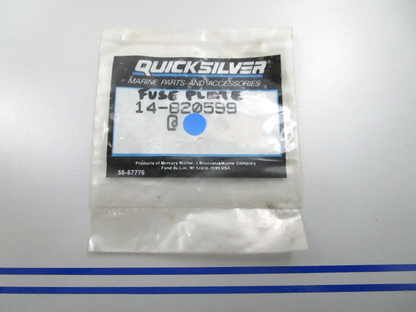 QUICKSILVER
MARINE PARTS AND ACCESSORIES
FUSE PLATE
14-820599
Products of Mercury Marine, a Brunswick Marine Company
Fond du Lac, WI 54935-1939 USA
56-67776